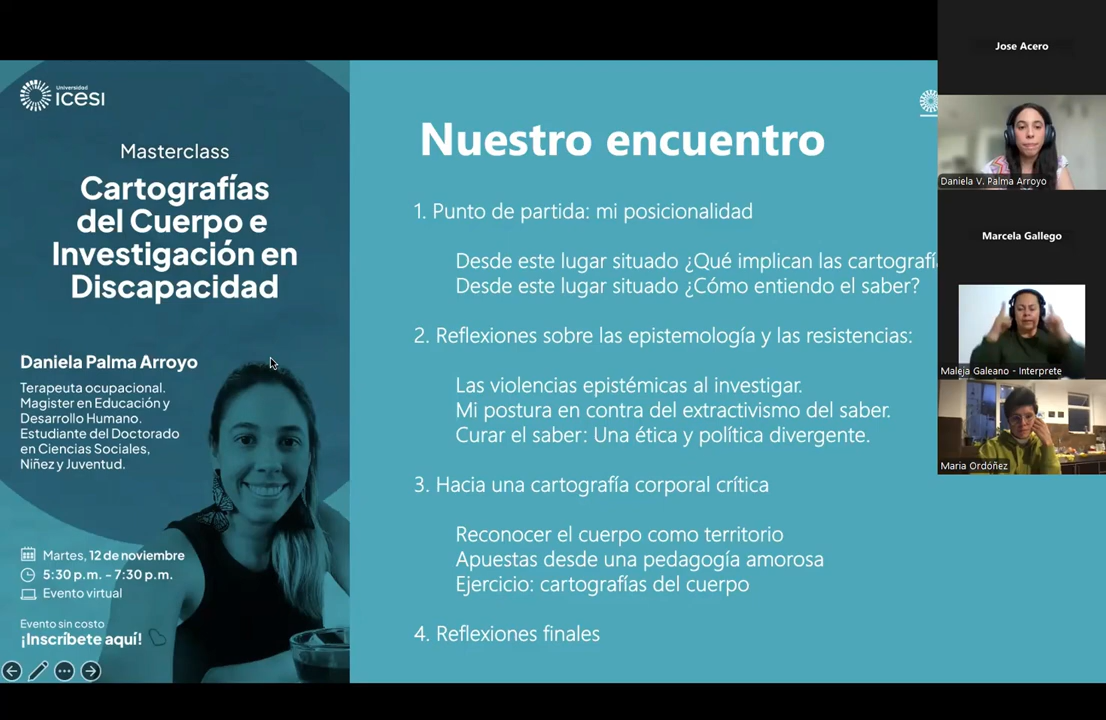 Universidad
icesi
Masterclass
Cartografías
del Cuerpo e
Investigación en
Discapacidad
Daniela Palma Arroyo
Terapeuta ocupacional.
Magister en Educación y
Desarrollo Humano.
Estudiante del Doctorado
en Ciencias Sociales,
Niñez y Juventud.
Martes, 12 de noviembre
5:30 p.m. - 7:30 p.m.
Evento virtual
Evento sin costo
¡Inscríbete aquí!
Nuestro encuentro
1. Punto de partida: mi posicionalidad
Desde este lugar situado ¿Qué implican las cartografí
Desde este lugar situado ¿Cómo entiendo el saber?
2. Reflexiones sobre las epistemología y las resistencias:
Las violencias epistémicas al investigar.
Mi postura en contra del extractivismo del saber.
Curar el saber: Una ética y política divergente.
3. Hacia una cartografía corporal crítica
Reconocer el cuerpo como territorio
Apuestas desde una pedagogía amorosa
Ejercicio: cartografías del cuerpo
4. Reflexiones finales
Jose Acero
Daniela V. Palma Arroyo
Marcela Gallego
Maleja Galeano - Interprete
Maria Ordóñez